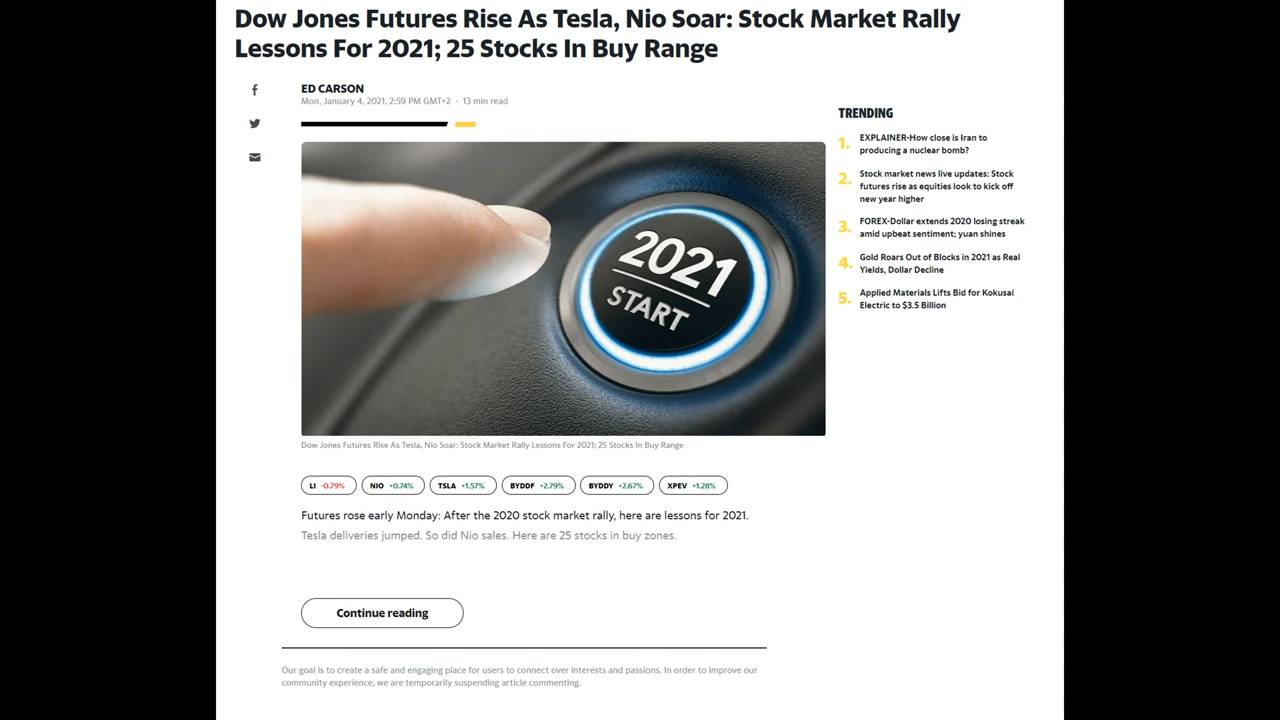 Dow Jones Futures Rise As Tesla, Nio Soar: Stock Market Rally
Lessons For 2021; 25 Stocks In Buy Range
ED CARSON
Mon, January 4, 2021, 2:59 PM GMT+2 · 13 min read
2021
START
Dow Jones Futures Rise As Tesla, Nio Soar: Stock Market Rally Lessons For 2021; 25 Stocks In Buy Range
LI -0.79% NIO +0.74% TSLA +1.57% BYDDF +2.79% BYDDY +2.67% XPEV +1.28%
Futures rose early Monday: After the 2020 stock market rally, here are lessons for 2021.
Tesla deliveries jumped. So did Nio sales. Here are 25 stocks in buy zones.
Continue reading
Our goal is to create a safe and engaging place for users to connect over interests and passions. In order to improve our
community experience, we are temporarily suspending article commenting.
TRENDING
1. EXPLAINER-How close is Iran to
producing a nuclear bomb?
2. Stock market news live updates: Stock
futures rise as equities look to kick off
new year higher
3. FOREX-Dollar extends 2020 losing streak
amid upbeat sentiment; yuan shines
4. Gold Roars Out of Blocks in 2021 as Real
Yields, Dollar Decline
5. Applied Materials Lifts Bid for Kokusai
Electric to $3.5 Billion